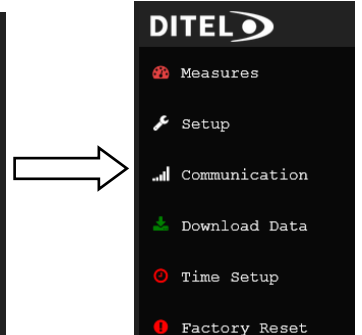 DITEL
Measures
Setup
Communication
Download Data
Time Setup
Factory Reset